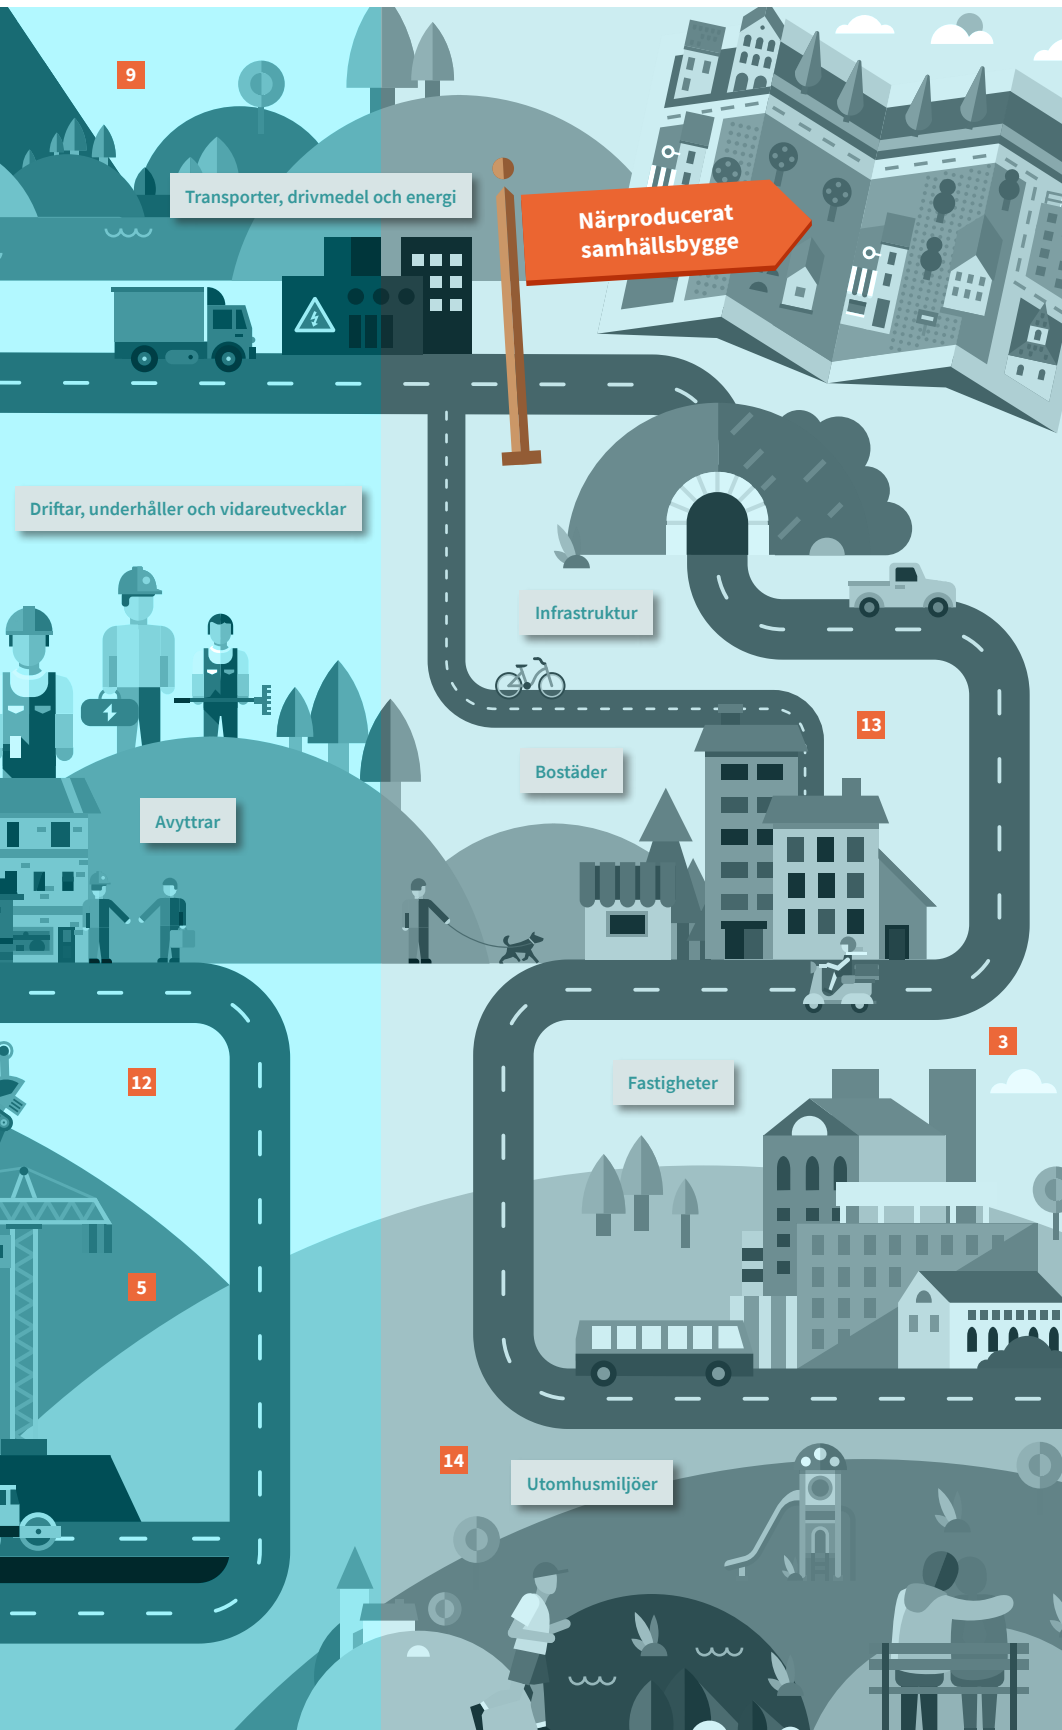 9
Transporter, drivmedel och energi
Närproducerat
samhällsbygge
Driftar, underhåller och vidareutvecklar
Infrastruktur
13
Bostäder
Avyttrar
3
12
Fastigheter
5
14
Utomhusmiljöer